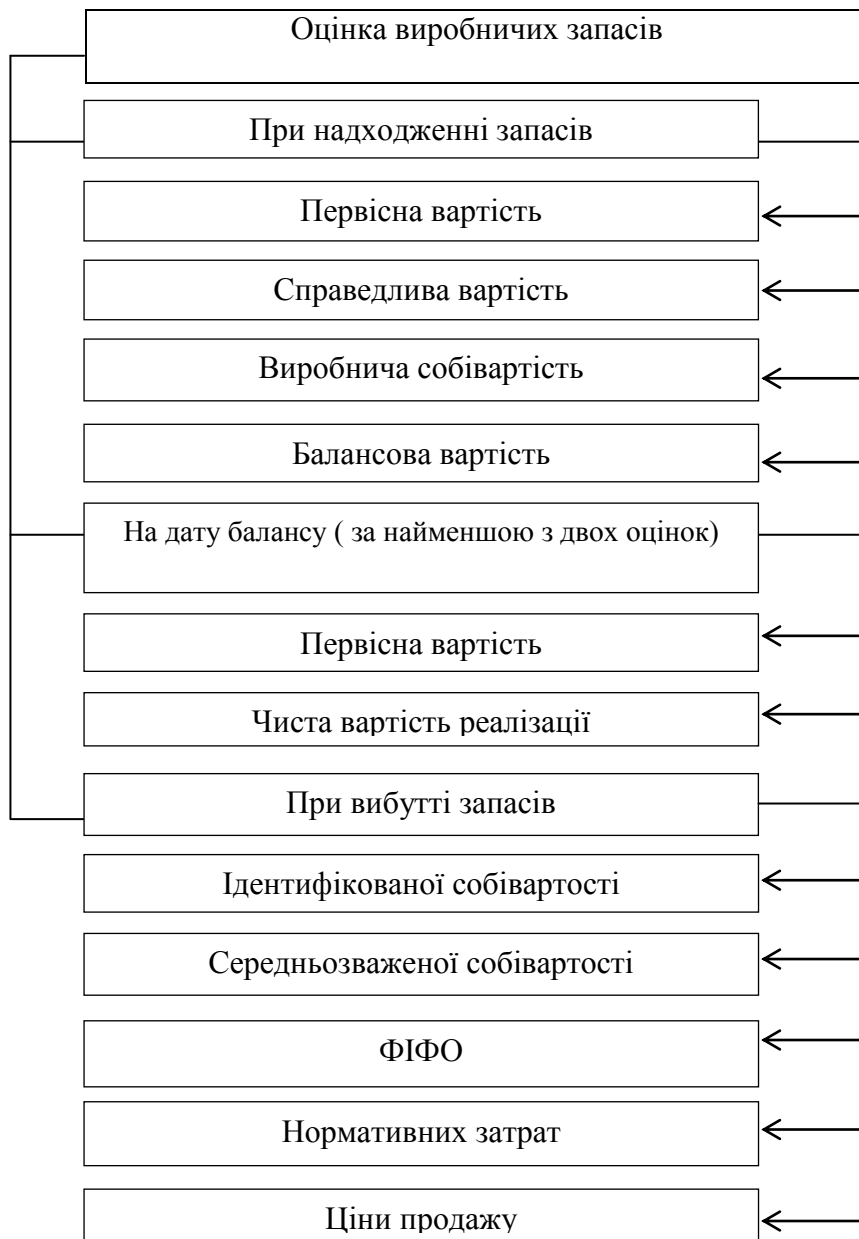 Оцінка виробничих запасів
При надходженні запасів
Первісна вартість
Справедлива вартість
Виробнича собівартість
Балансова вартість
На дату балансу ( за найменшою з двох оцінок)
Первісна вартість
Чиста вартість реалізації
При вибутті запасів
Ідентифікованої собівартості
Середньозваженої собівартості
ФІФО
Нормативних затрат
Ціни продажу